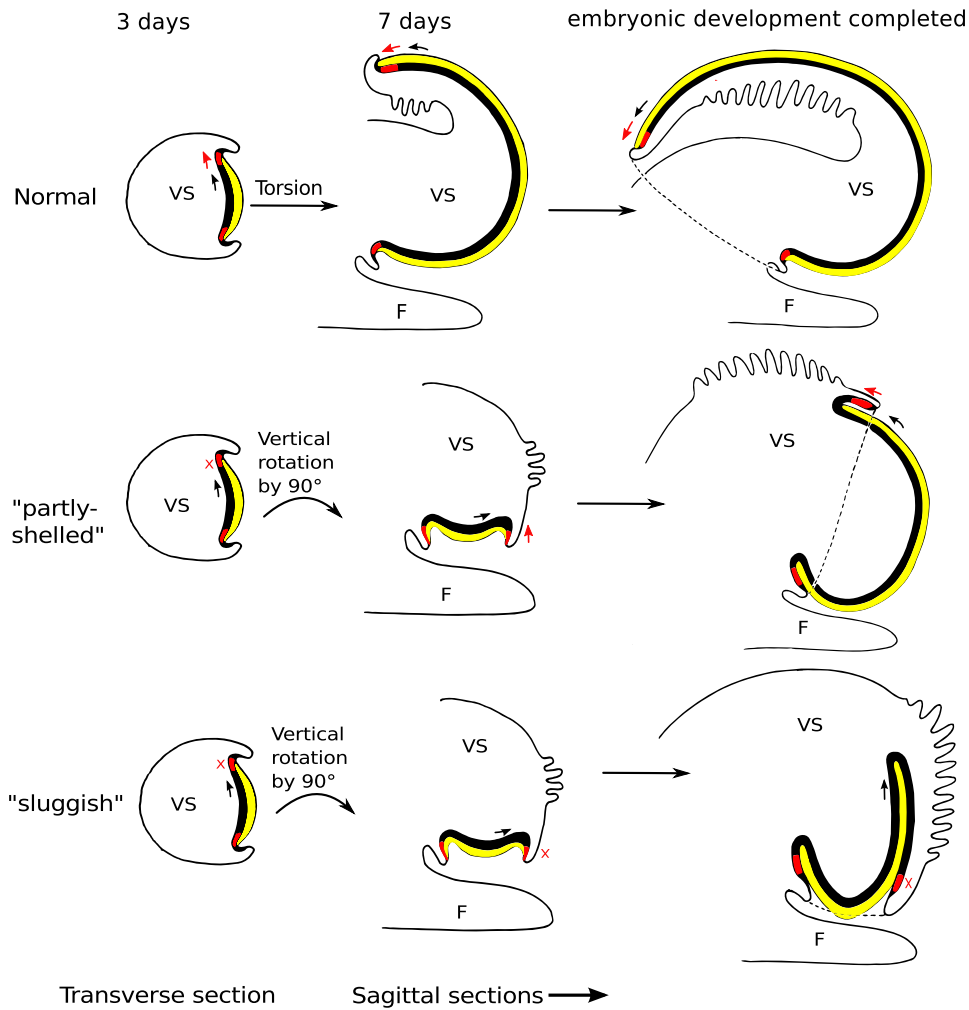 3 days
7 days
embryonic development completed
Normal
VS
Torsion
VS
VS
F
F
"partly-
shelled"
x
VS
Vertical
rotation
by 90°
VS
F
VS
F
"sluggish"
x
VS
Vertical
rotation
by 90°
VS
x
F
VS
x
F
Transverse section
Sagittal sections